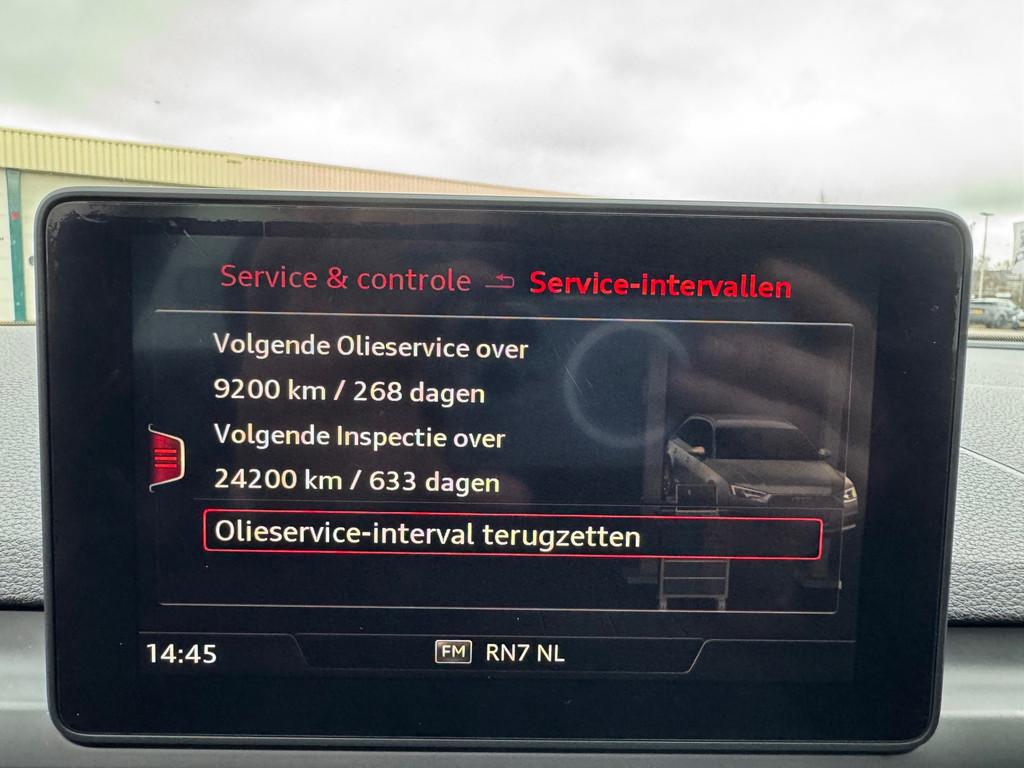 Service & controle Service-intervallen
Volgende Olieservice over
9200 km / 268 dagen
Volgende Inspectie over
24200 km / 633 dagen
Olieservice-interval terugzetten
14:45 FM RN7 NL